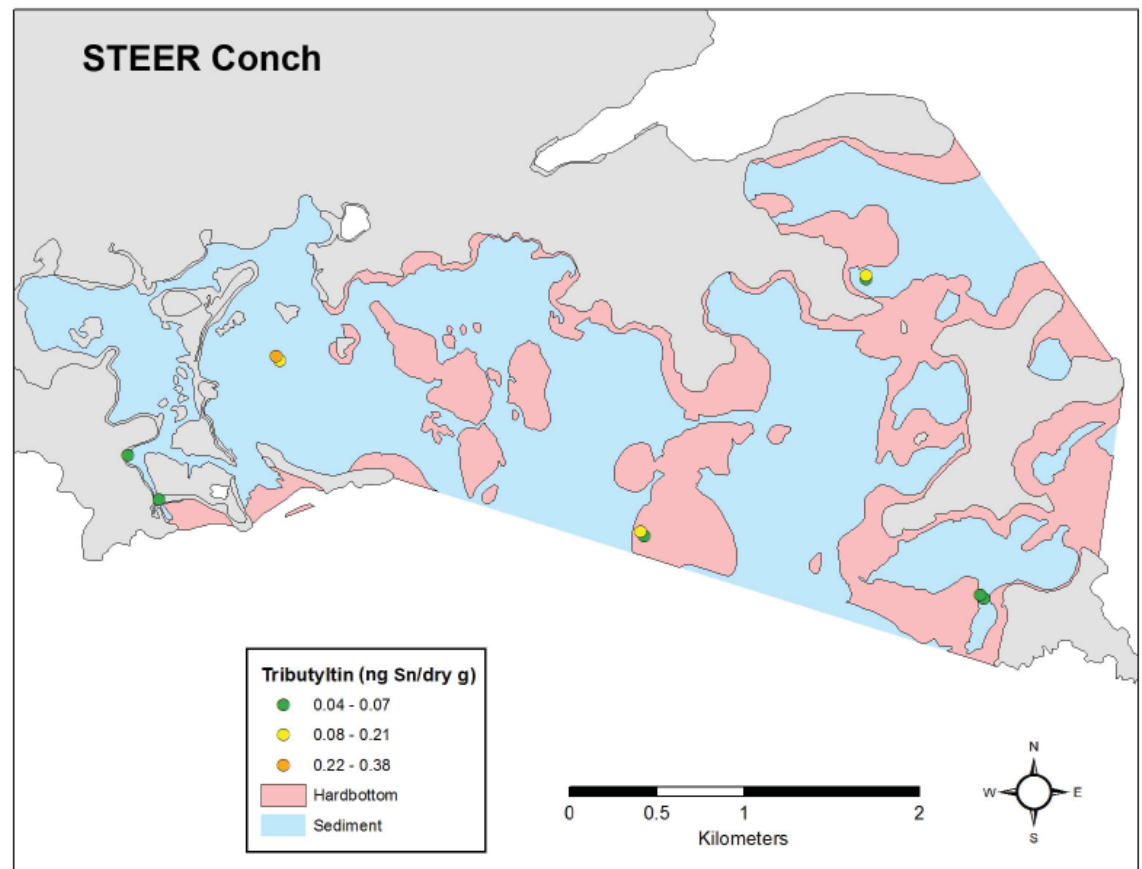 STEER Conch
Tributyltin (ng Sn/dry g)
0.04 - 0.07
0.08 - 0.21
0.22 - 0.38
Hardbottom
Sediment
0 0.5 1 2
Kilometers
N
W E
S